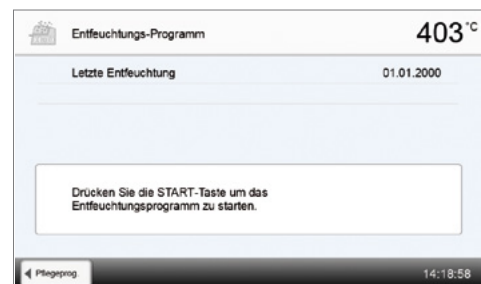 Entfeuchtungs-Programm 403 °C
Letzte Entfeuchtung 01.01.2000
Drücken Sie die START-Taste um das
Entfeuchtungsprogramm zu starten.
Pflegeprog. 14:18:58